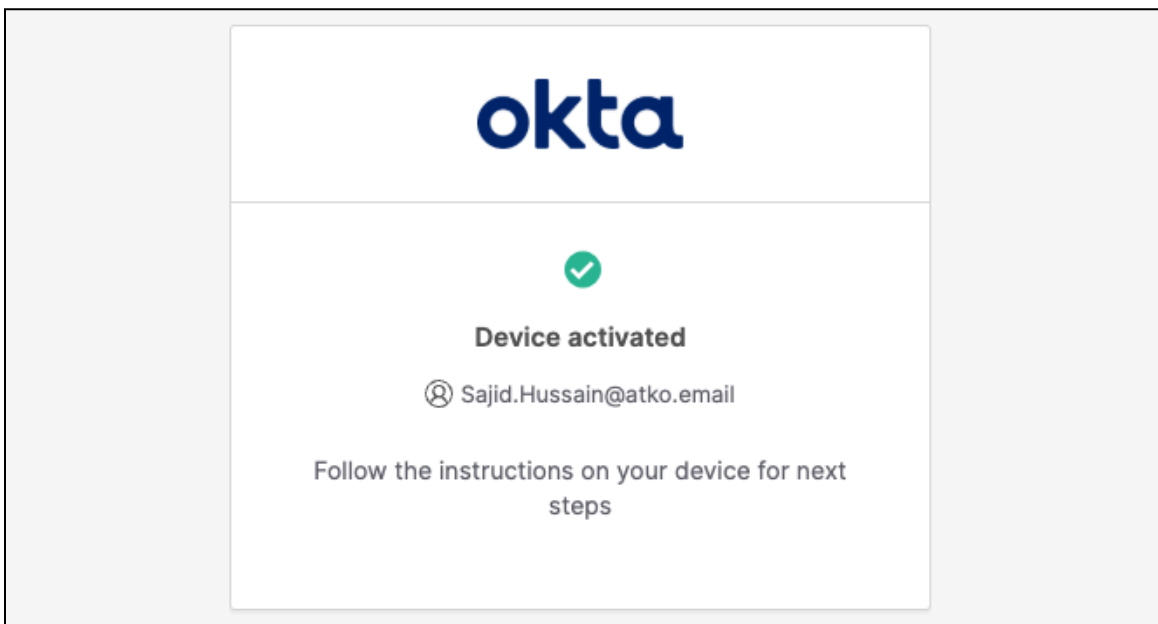 okta
Device activated
Sajid.Hussain@atko.email
Follow the instructions on your device for next
steps